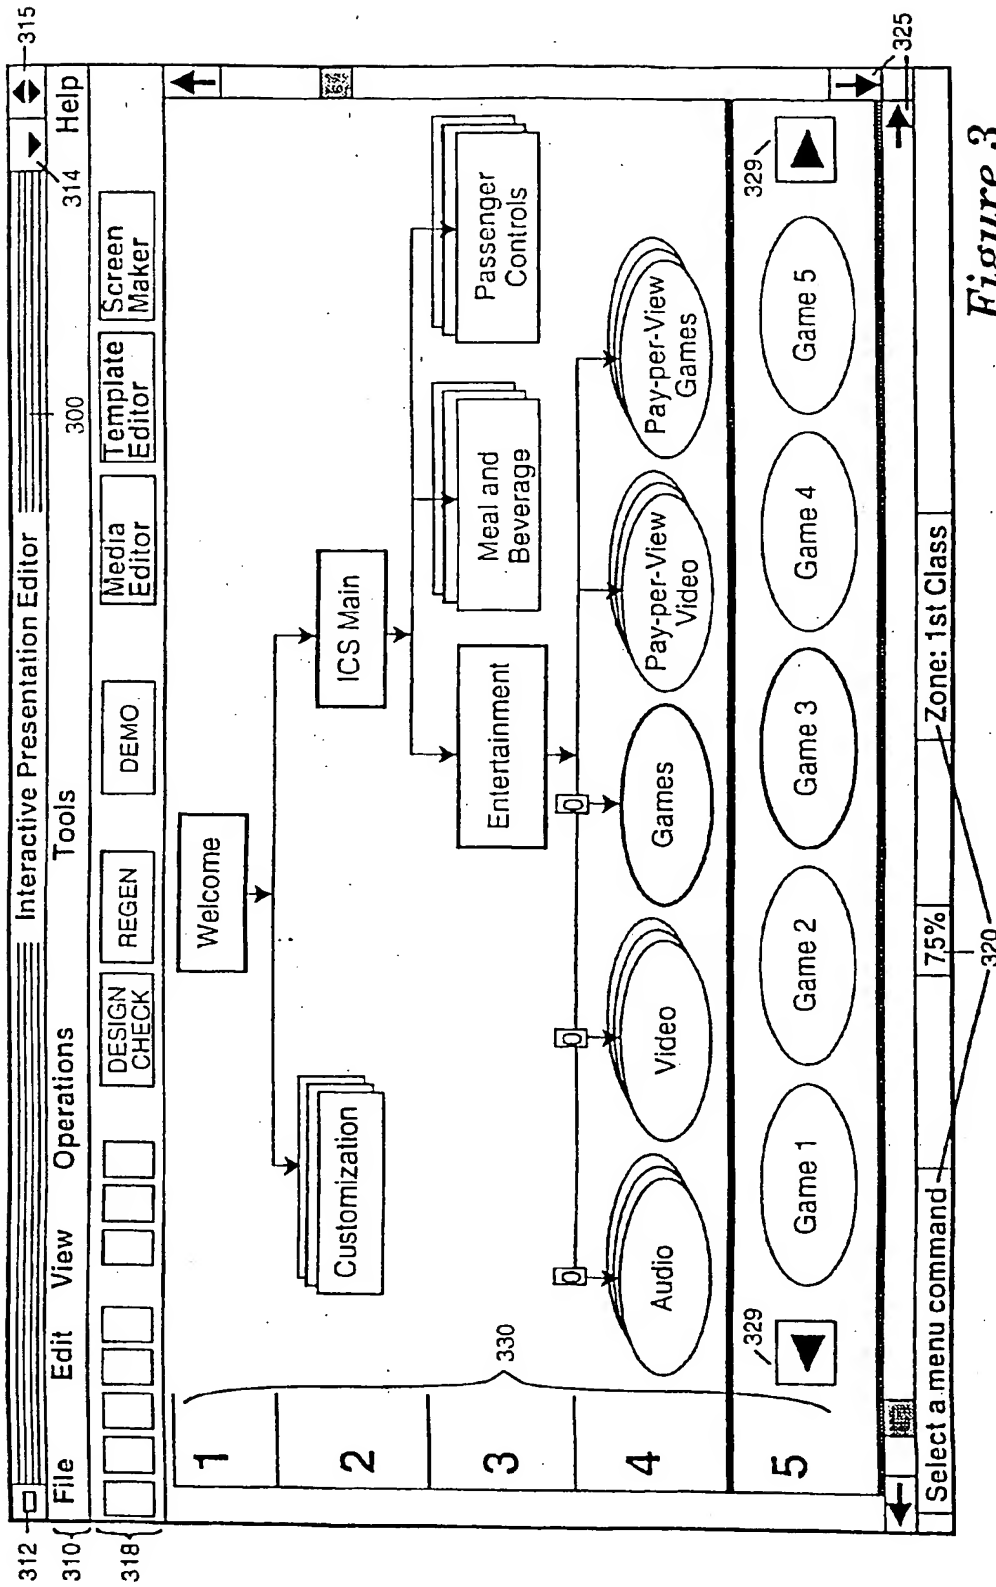 312
Interactive Presentation Editor
315
310
File Edit View Operations Tools Help
300
314
318
DESIGN
CHECK
REGEN
DEMO
Media
Editor
Template
Editor
Screen
Maker
1
Welcome
2
Customization
ICS Main
3
Entertainment
Meal and
Beverage
Passenger
Controls
330
0
0
0
4
Audio
Video
Games
Pay-per-View
Video
Pay-per-View
Games
329
329
5
Game 1
Game 2
Game 3
Game 4
Game 5
325
Select a menu command
75%
Zone: 1st Class
320
Figure 3